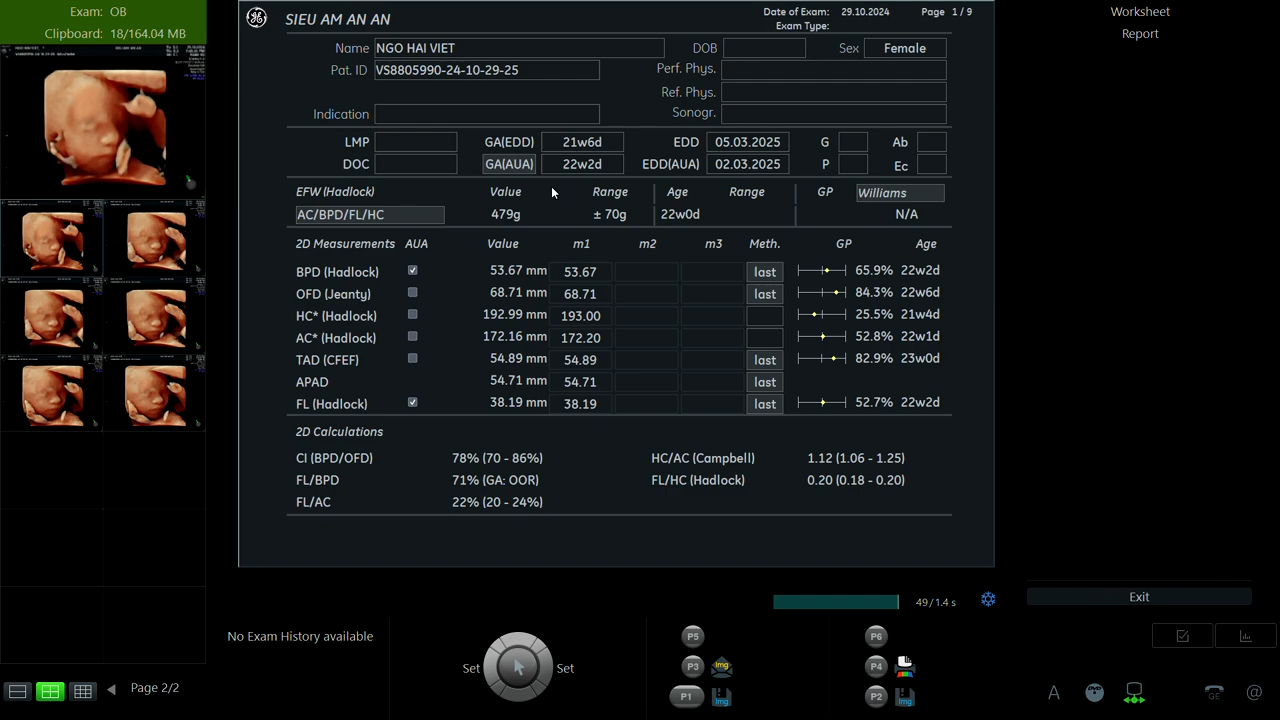 Exam: OB
Clipboard: 18/164.04 MB
SIEU AM AN AN
Date of Exam: 29.10.2024 Page 1 / 9
Exam Type:
Name NGO HAI VIET DOB Sex Female
Pat. ID VS8805990-24-10-29-25 Perf. Phys.
Ref. Phys.
Indication Sonogr.
LMP GA(EDD) 21w6d EDD 05.03.2025 G Ab
DOC GA(AUA) 22w2d EDD(AUA) 02.03.2025 P Ec
EFW (Hadlock) Value Range Age Range GP Williams
AC/BPD/FL/HC 479g ± 70g 22w0d N/A
2D Measurements AUA Value m1 m2 m3 Meth. GP Age
BPD (Hadlock) 53.67 mm 53.67 last 65.9% 22w2d
OFD (Jeanty) 68.71 mm 68.71 last 84.3% 22w6d
HC* (Hadlock) 192.99 mm 193.00 25.5% 21w4d
AC* (Hadlock) 172.16 mm 172.20 52.8% 22w1d
TAD (CFEF) 54.89 mm 54.89 last 82.9% 23w0d
APAD 54.71 mm 54.71 last
FL (Hadlock) 38.19 mm 38.19 last 52.7% 22w2d
2D Calculations
CI (BPD/OFD) 78% (70 - 86%) HC/AC (Campbell) 1.12 (1.06 - 1.25)
FL/BPD 71% (GA: OOR) FL/HC (Hadlock) 0.20 (0.18 - 0.20)
FL/AC 22% (20 - 24%)
Worksheet
Report
49/1.4 s
Exit
No Exam History available
Set Set
P5 P6
P3 Img P4
P1 Img P2 Img
Page 2/2
A GE @